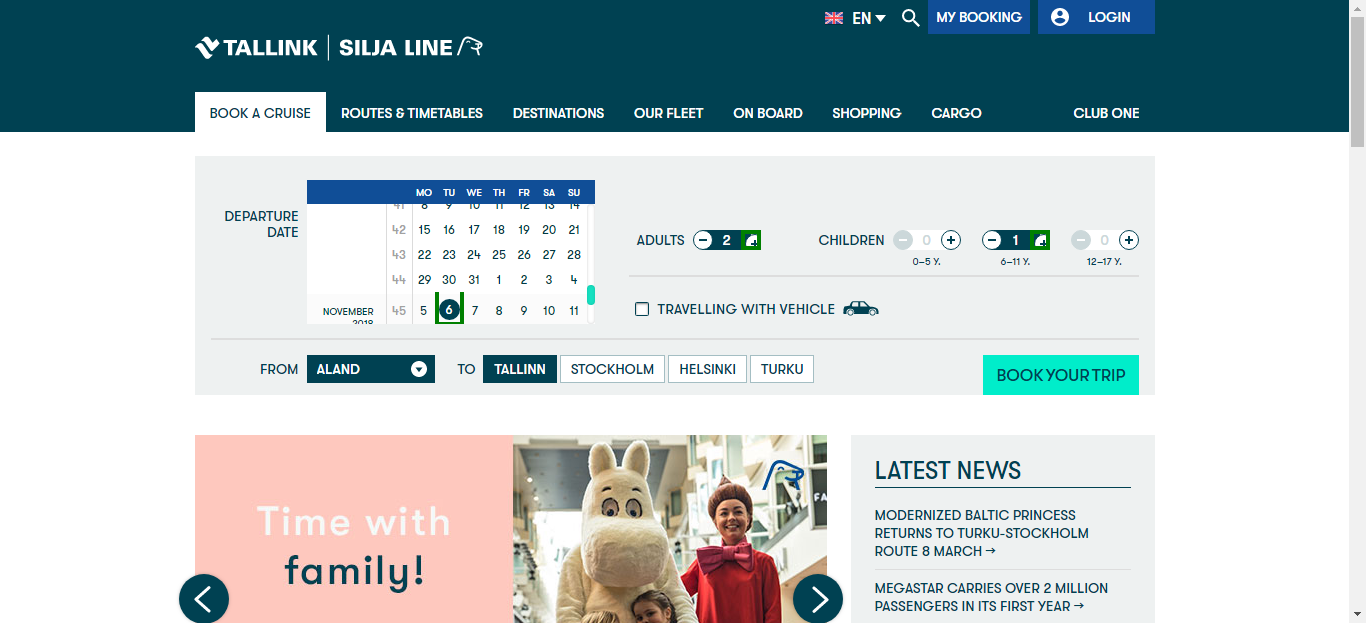 EN
MY BOOKING
LOGIN
TALLINK | SILJA LINE
BOOK A CRUISE
ROUTES & TIMETABLES
DESTINATIONS
OUR FLEET
ON BOARD
SHOPPING
CARGO
CLUB ONE
MO TU WE TH FR SA SU
41 8 9 10 11 12 13 14
42 15 16 17 18 19 20 21
43 22 23 24 25 26 27 28
44 29 30 31 1 2 3 4
NOVEMBER 45 5 6 7 8 9 10 11
2018
DEPARTURE
DATE
ADULTS 2
CHILDREN 0 1 0
0–5 Y. 6–11 Y. 12–17 Y.
TRAVELLING WITH VEHICLE
FROM ALAND TO TALLINN STOCKHOLM HELSINKI TURKU
BOOK YOUR TRIP
Time with
family!
FA
LATEST NEWS
MODERNIZED BALTIC PRINCESS
RETURNS TO TURKU-STOCKHOLM
ROUTE 8 MARCH →
MEGASTAR CARRIES OVER 2 MILLION
PASSENGERS IN ITS FIRST YEAR →